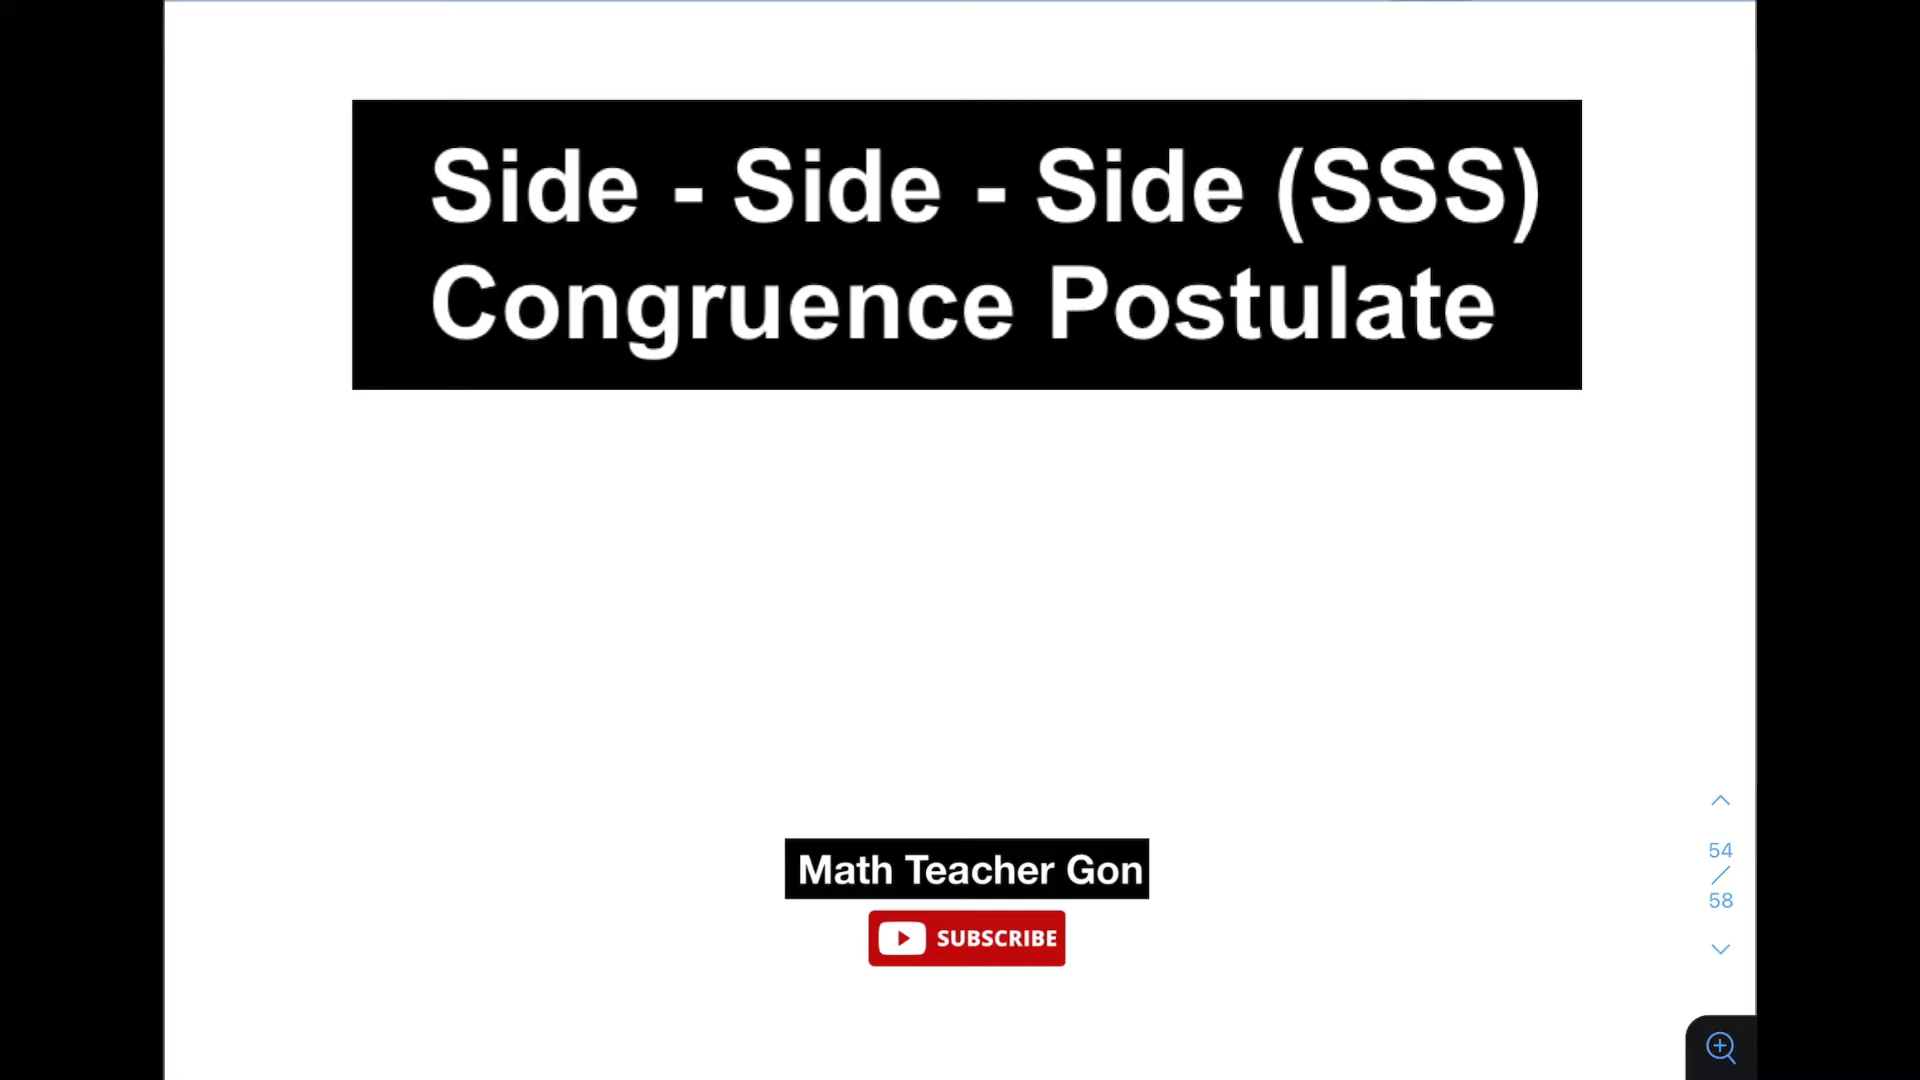 Side - Side - Side (SSS)
Congruence Postulate
Math Teacher Gon
SUBSCRIBE
54
/
58